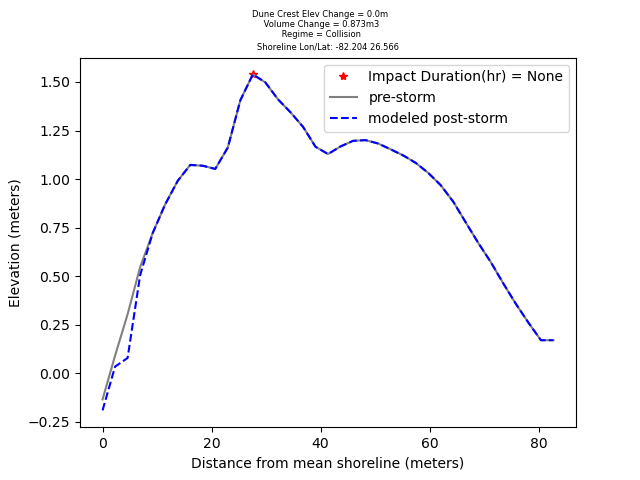 Dune Crest Elev Change = 0.0m
Volume Change = 0.873m3
Regime = Collision
Shoreline Lon/Lat: -82.204 26.566
Impact Duration(hr) = None
pre-storm
modeled post-storm
1.50
1.25
1.00
0.75
0.50
0.25
0.00
−0.25
Elevation (meters)
0 20 40 60 80
Distance from mean shoreline (meters)